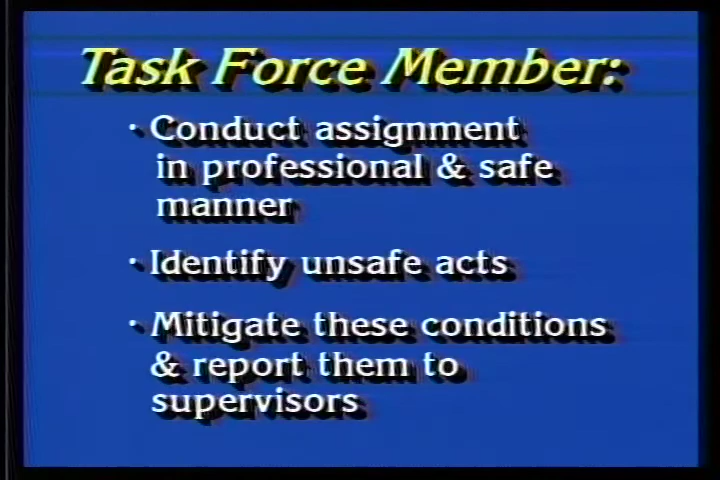 Task Force Member:
· Conduct assignment
in professional & safe
manner
· Identify unsafe acts
· Mitigate these conditions
& report them to
supervisors